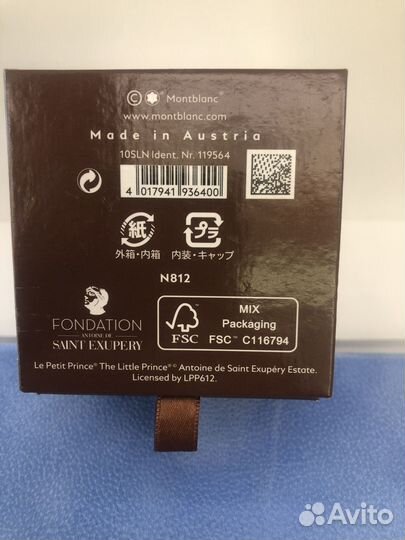 © Montblanc®
www.montblanc.com
Made in Austria
10SLN Ident. Nr. 119564
4 017941 936400
紙
プラ
外箱・内箱
内装・キャップ
N812
FONDATION
ANTOINE DE
SAINT EXUPÉRY
FSC
MIX
Packaging
FSC™ C116794
Le Petit Prince® The Little Prince®© Antoine de Saint Exupéry Estate.
Licensed by LPP612.
Avito